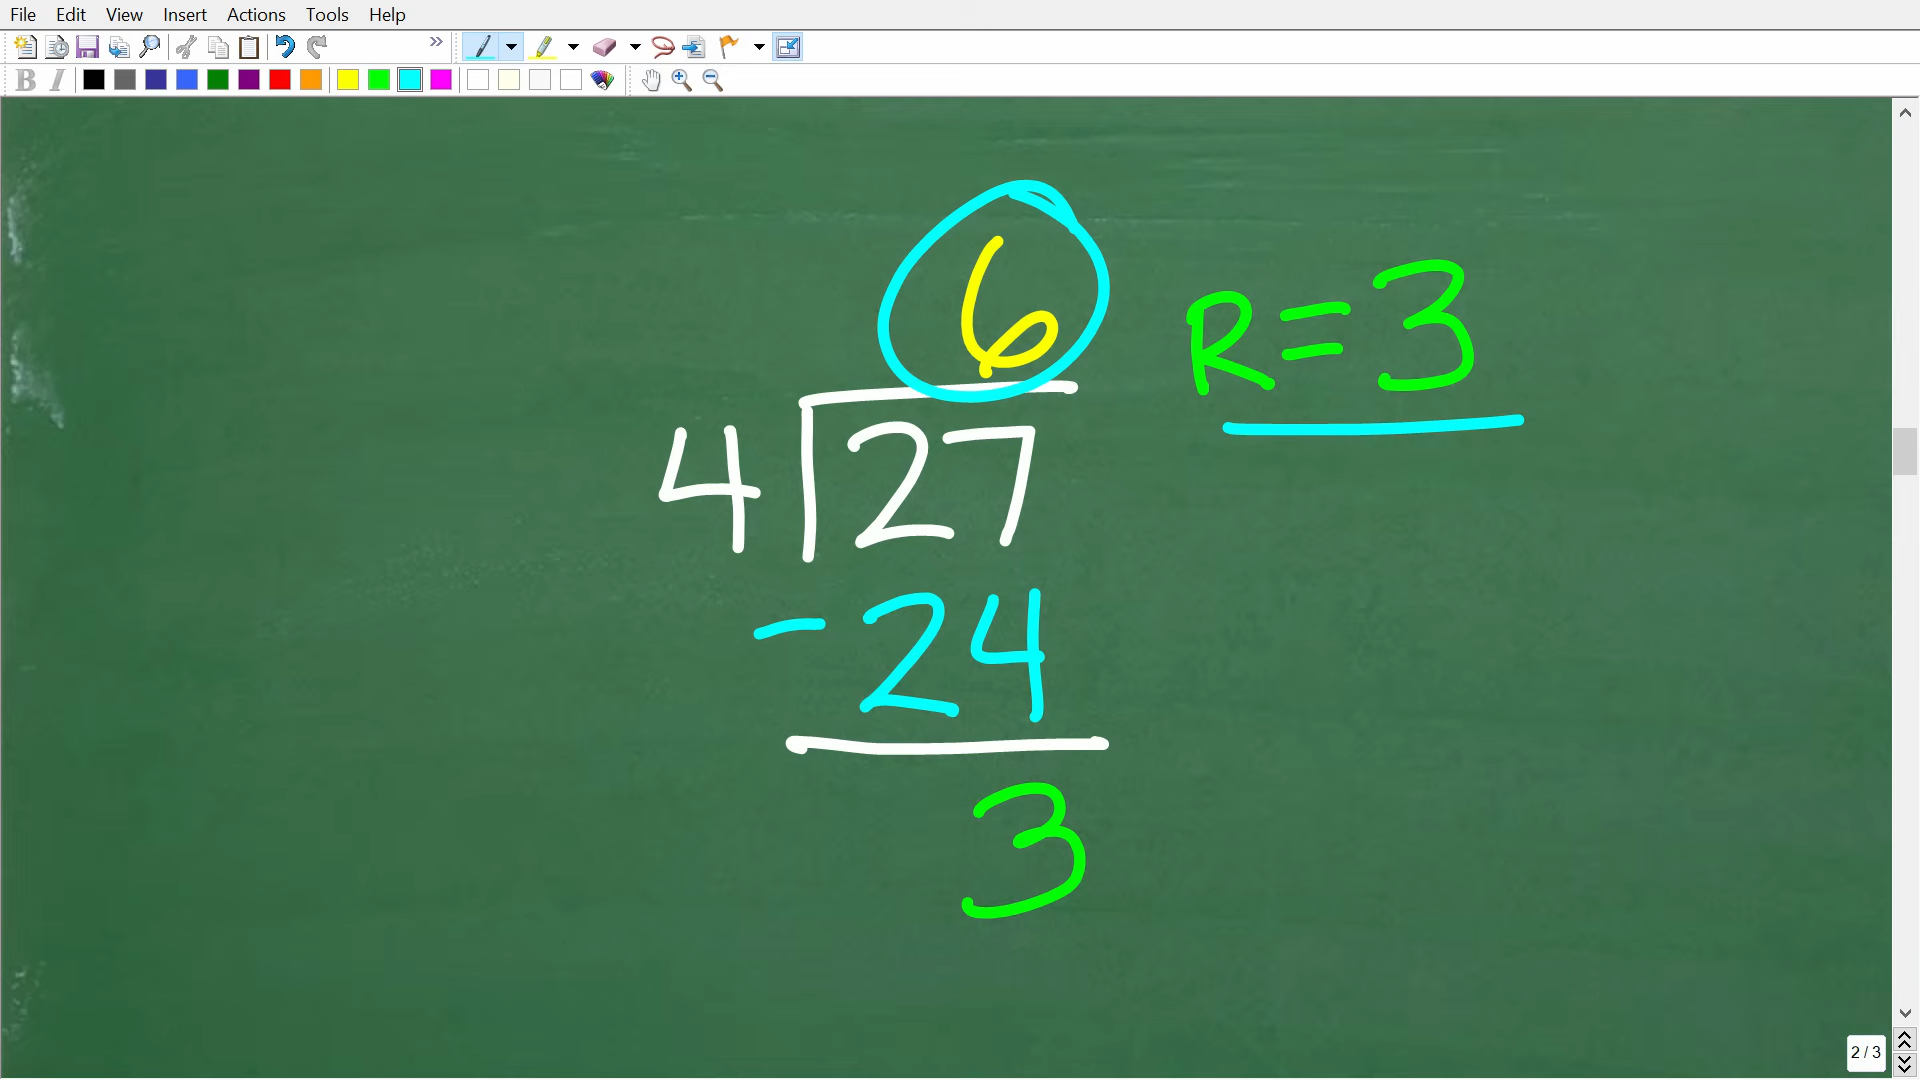 File Edit View Insert Actions Tools Help
B I
6 R=3
4 27
- 24
3
2 / 3